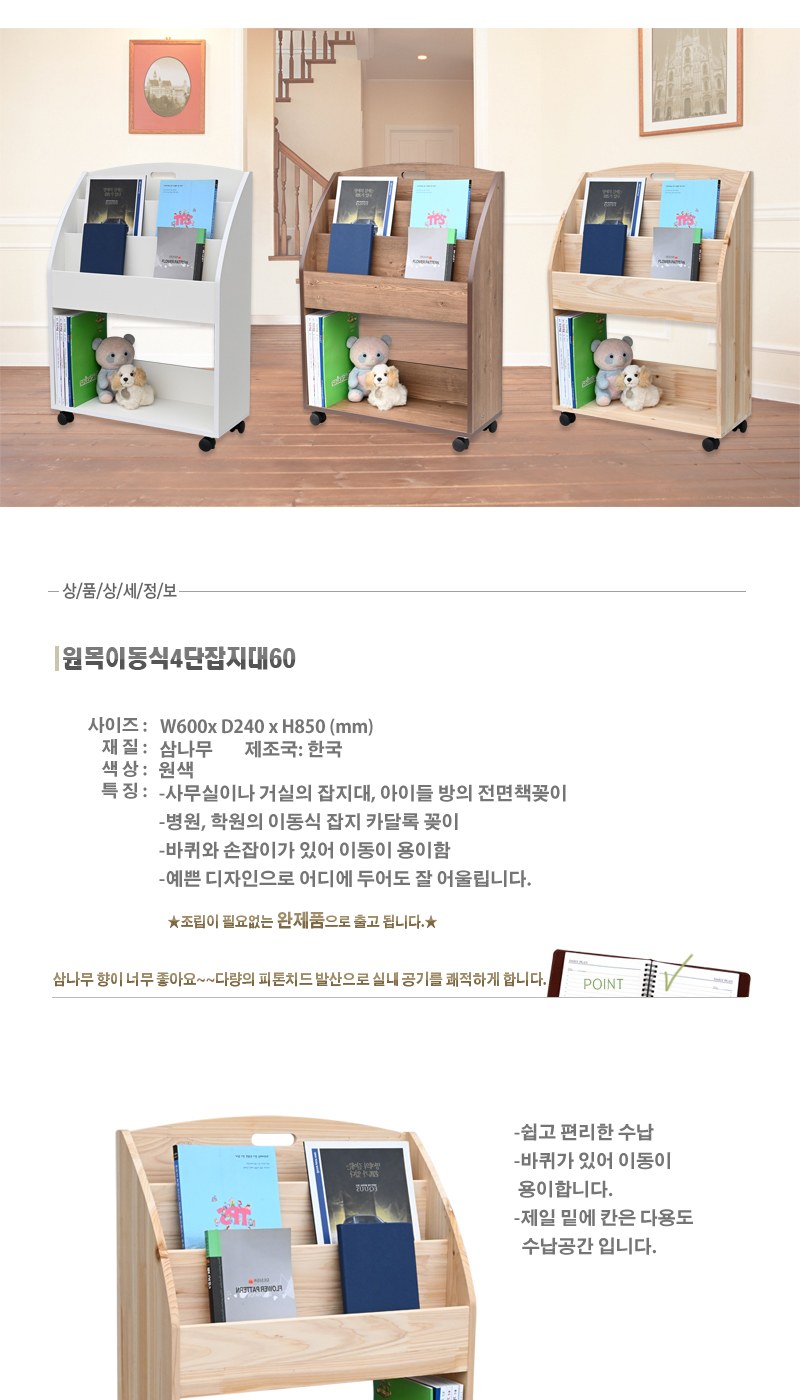 상/품/상/세/정/보
원목이동식4단잡지대60
사이즈 : W600x D240 x H850 (mm)
재 질 : 삼나무 제조국: 한국
색 상 : 원색
특 징 : -사무실이나 거실의 잡지대, 아이들 방의 전면책꽂이
-병원, 학원의 이동식 잡지 카달록 꽂이
-바퀴와 손잡이가 있어 이동이 용이함
-예쁜 디자인으로 어디에 두어도 잘 어울립니다.
★조립이 필요없는 완제품으로 출고 됩니다.★
삼나무 향이 너무 좋아요~~다량의 피톤치드 발산으로 실내 공기를 쾌적하게 합니다.
POINT
-쉽고 편리한 수납
-바퀴가 있어 이동이
용이합니다.
-제일 밑에 칸은 다용도
수납공간 입니다.
TPS
FLOWER PATTERN